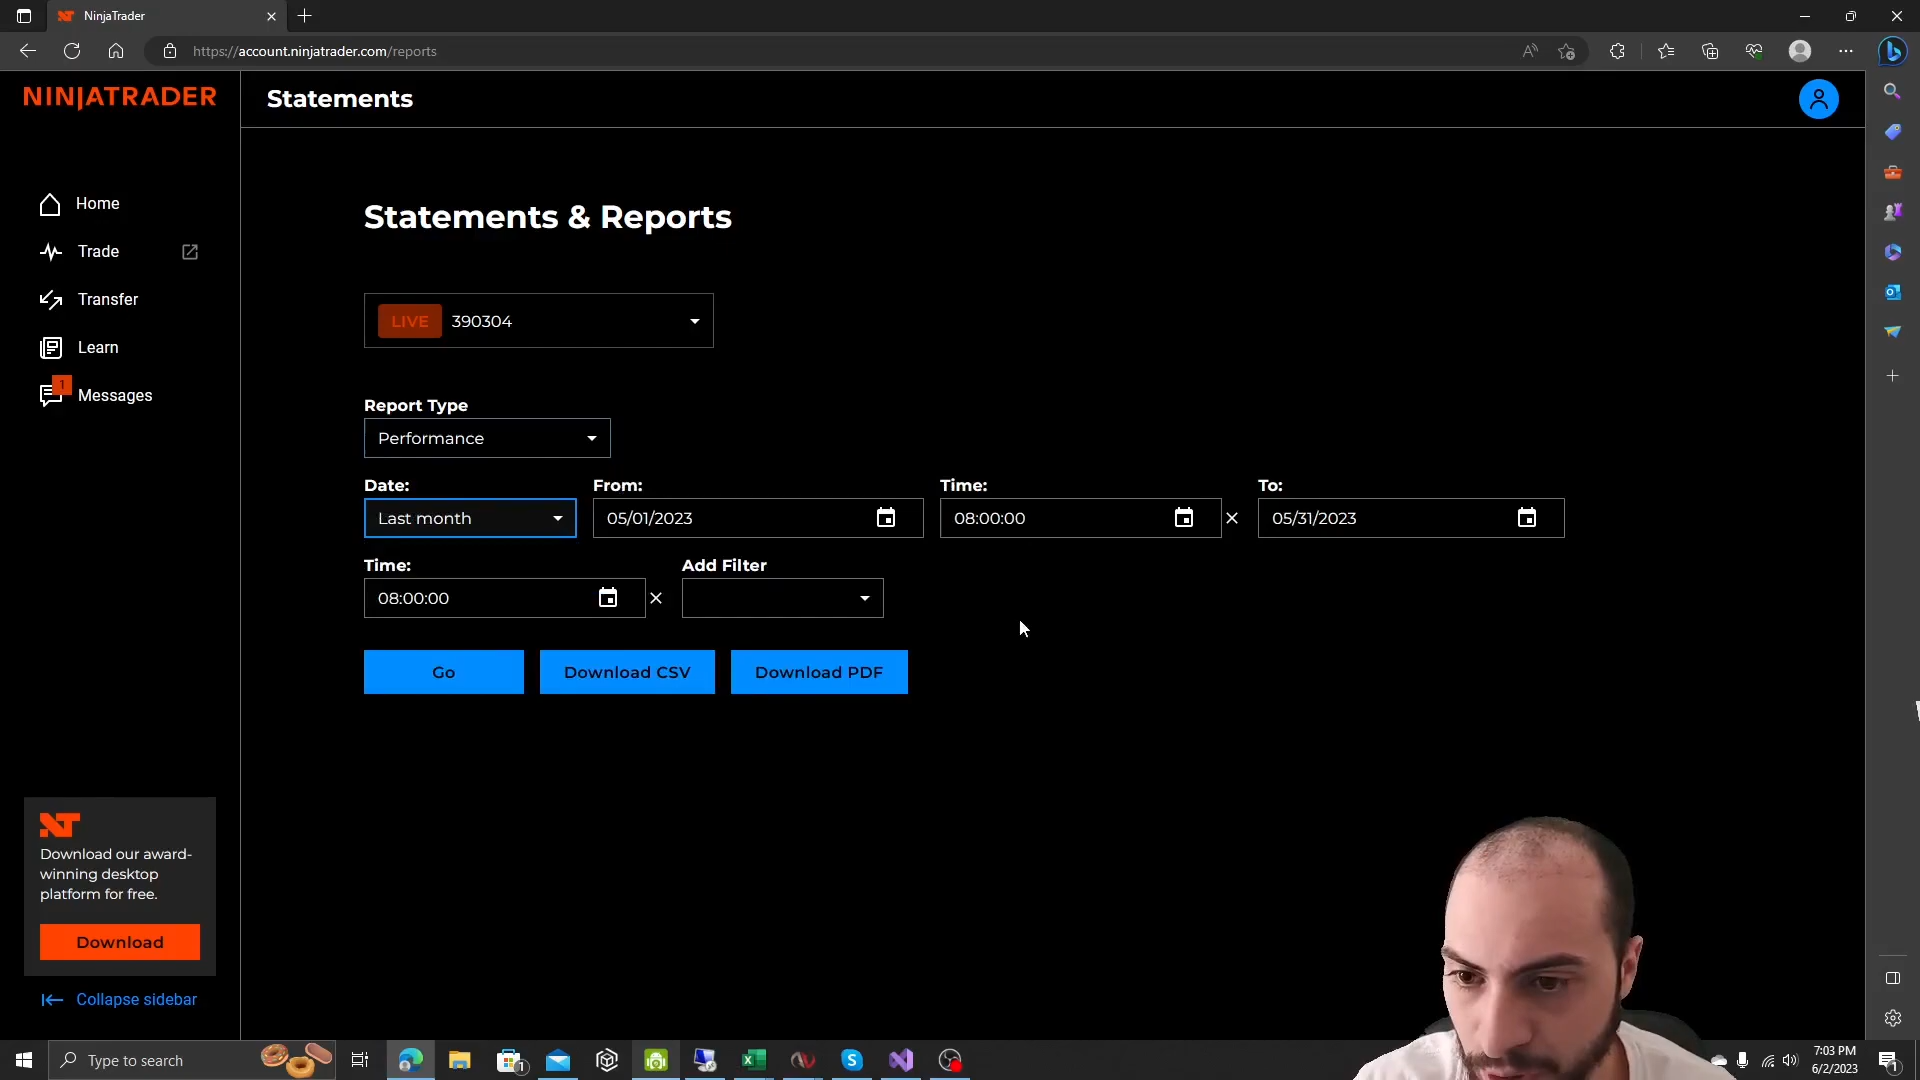 NinjaTrader
https://account.ninjatrader.com/reports
NINJATRADER
Statements
Home
Trade
Transfer
Learn
1
Messages
Statements & Reports
LIVE 390304
Report Type
Performance
Date: From: Time: To:
Last month 05/01/2023 08:00:00 05/31/2023
Time: Add Filter
08:00:00
Go Download CSV Download PDF
NT
Download our award-
winning desktop
platform for free.
Download
Collapse sidebar
Type to search
7:03 PM
6/2/2023